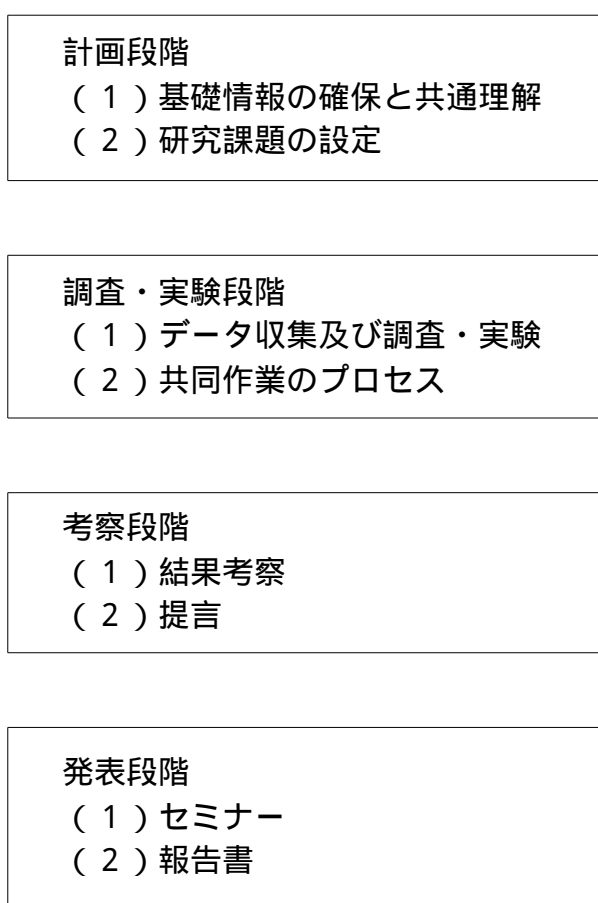 計画段階
（１）基礎情報の確保と共通理解
（２）研究課題の設定
調査・実験段階
（１）データ収集及び調査・実験
（２）共同作業のプロセス
考察段階
（１）結果考察
（２）提言
発表段階
（１）セミナー
（２）報告書